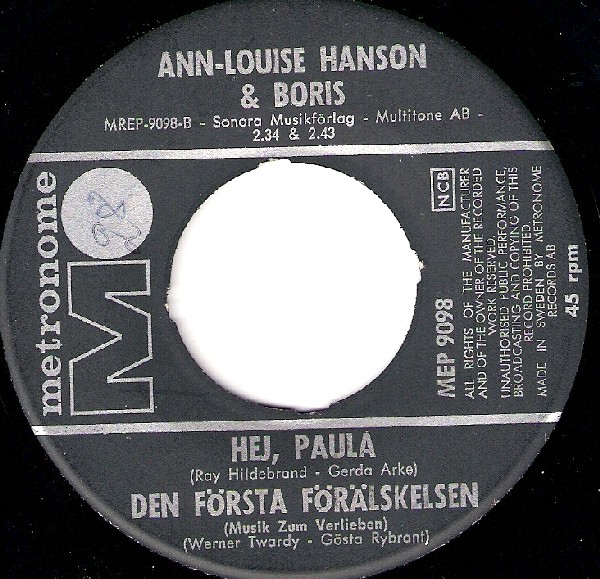 ANN-LOUISE HANSON
& BORIS
MREP-9098-B - Sonora Musikförlag - Multitone AB -
2.34 & 2.43
metronome
M
NCB
MEP 9098
ALL RIGHTS OF THE MANUFACTURER
AND OF THE OWNER OF THE RECORDED
WORK RESERVED.
UNAUTHORISED PUBLIC PERFORMANCE,
BROADCASTING AND COPYING OF THIS
RECORD PROHIBITED.
MADE IN SWEDEN BY METRONOME
RECORDS AB
45 rpm
HEJ, PAULA
(Ray Hildebrand - Gerda Arke)
DEN FÖRSTA FÖRÄLSKELSEN
(Musik Zum Verlieben)
(Werner Twardy - Gösta Rybrant)